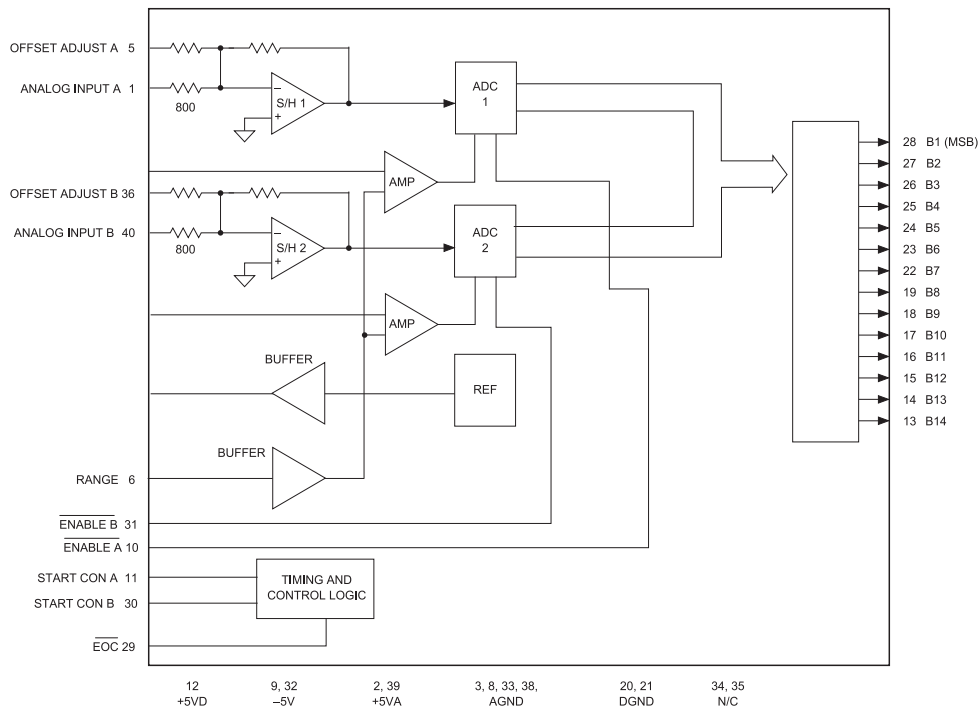 OFFSET ADJUST A 5
ANALOG INPUT A 1
800
S/H 1
ADC
1
AMP
OFFSET ADJUST B 36
ANALOG INPUT B 40
800
S/H 2
ADC
2
AMP
BUFFER
REF
BUFFER
RANGE 6
ENABLE B 31
ENABLE A 10
START CON A 11
START CON B 30
EOC 29
TIMING AND
CONTROL LOGIC
28 B1 (MSB)
27 B2
26 B3
25 B4
24 B5
23 B6
22 B7
19 B8
18 B9
17 B10
16 B11
15 B12
14 B13
13 B14
12
+5VD
9, 32
–5V
2, 39
+5VA
3, 8, 33, 38,
AGND
20, 21
DGND
34, 35
N/C